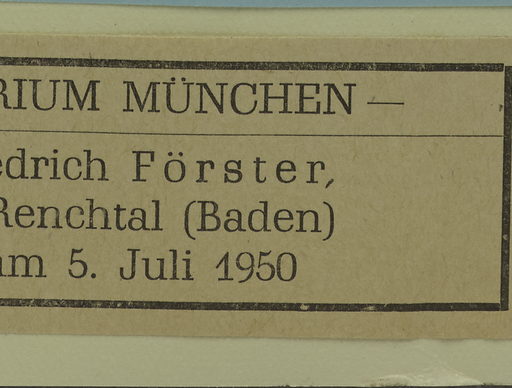 RIUM MÜNCHEN —
edrich Förster,
Renchtal (Baden)
am 5. Juli 1950